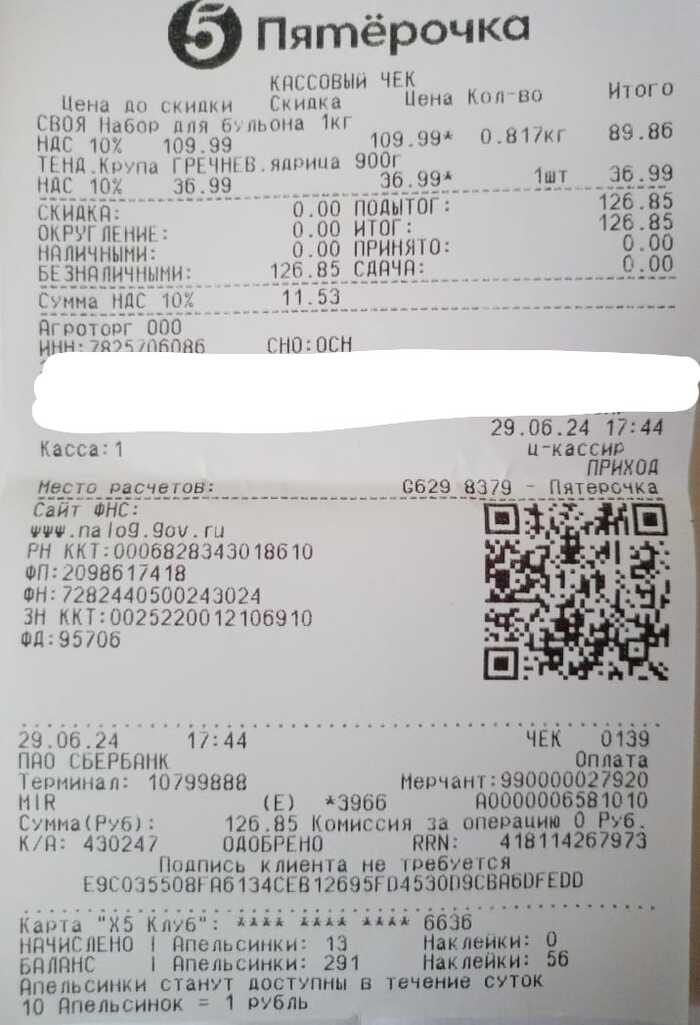 5 Пятёрочка
КАССОВЫЙ ЧЕК
Цена до скидки Скидка Цена Кол-во Итого
СВОЯ Набор для бульона 1кг
НДС 10% 109.99 109.99* 0.817кг 89.86
ТЕНД.Крупа ГРЕЧНЕВ.ядрица 900г
НДС 10% 36.99 36.99* 1шт 36.99
СКИДКА: 0.00 ПОДЫТОГ: 126.85
ОКРУГЛЕНИЕ: 0.00 ИТОГ: 126.85
НАЛИЧНЫМИ: 0.00 ПРИНЯТО: 0.00
БЕЗНАЛИЧНЫМИ: 126.85 СДАЧА: 0.00
Сумма НДС 10% 11.53
Агроторг ООО
ИНН:7825706086 СНО:ОСН
29.06.24 17:44
Касса:1 ц-кассир
ПРИХОД
Место расчетов: G629 8379 - Пятерочка
Сайт ФНС:
www.nalog.gov.ru
РН ККТ:0006828343018610
ФП:2098617418
ФН:7282440500243024
ЗН ККТ:0025220012106910
ФД:95706
29.06.24 17:44 ЧЕК 0139
ПАО СБЕРБАНК Оплата
Терминал: 10799888 Мерчант:990000027920
MIR (E) *3966 A0000006581010
Сумма(Руб): 126.85 Комиссия за операцию 0 Руб.
К/А: 430247 ОДОБРЕНО RRN: 418114267973
Подпись клиента не требуется
E9C035508FA6134CEB12695FD4530D9CBA6DFEDD
Карта "X5 Клуб": **** **** **** 6636
НАЧИСЛЕНО | Апельсинки: 13 Наклейки: 0
БАЛАНС | Апельсинки: 291 Наклейки: 56
Апельсинки станут доступны в течение суток
10 Апельсинок = 1 рубль